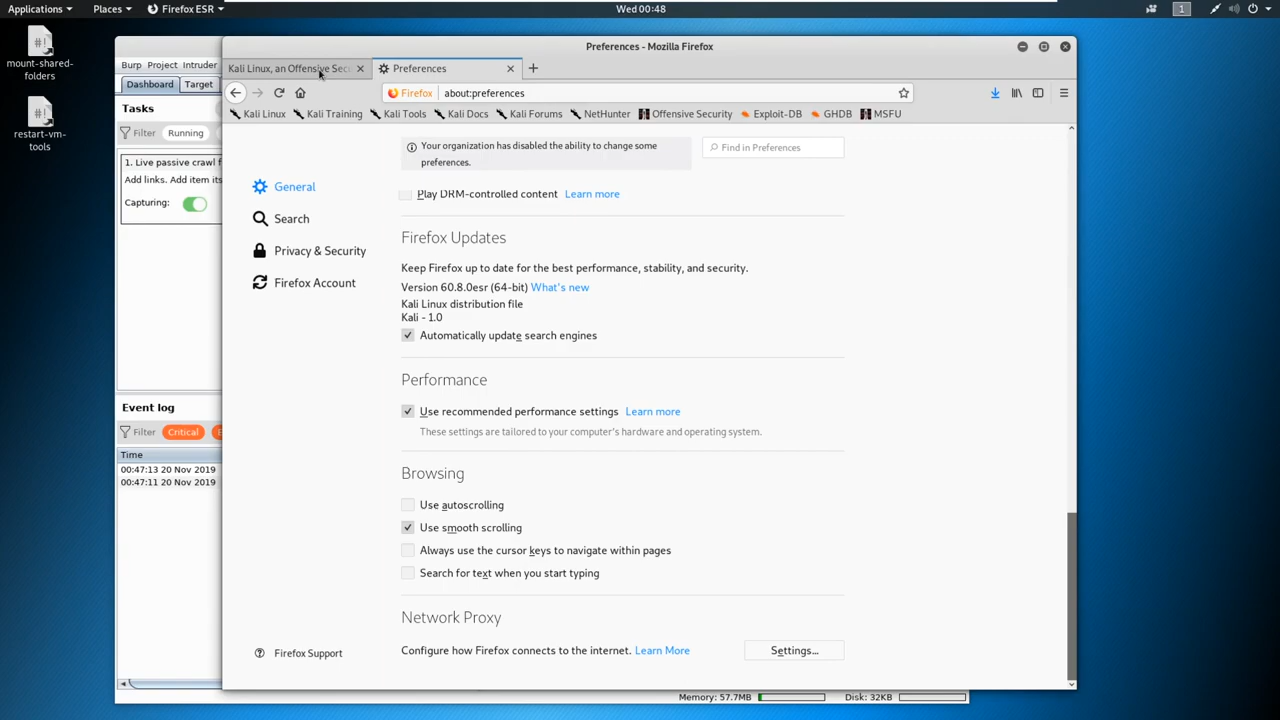 Applications
Places
Firefox ESR
Wed 00:48
1
mount-shared-
folders
restart-vm-
tools
Burp Project Intruder
Dashboard Target
Tasks
Filter Running
1. Live passive crawl f
Add links. Add item its
Capturing:
Event log
Filter Critical
Time
00:47:13 20 Nov 2019
00:47:11 20 Nov 2019
Memory: 57.7MB
Disk: 32KB
Preferences - Mozilla Firefox
Kali Linux, an Offensive Sec
Preferences
Firefox about:preferences
Kali Linux Kali Training Kali Tools Kali Docs Kali Forums NetHunter Offensive Security Exploit-DB GHDB MSFU
Your organization has disabled the ability to change some
preferences.
Find in Preferences
General
Search
Privacy & Security
Firefox Account
Firefox Support
Play DRM-controlled content Learn more
Firefox Updates
Keep Firefox up to date for the best performance, stability, and security.
Version 60.8.0esr (64-bit) What's new
Kali Linux distribution file
Kali - 1.0
Automatically update search engines
Performance
Use recommended performance settings Learn more
These settings are tailored to your computer's hardware and operating system.
Browsing
Use autoscrolling
Use smooth scrolling
Always use the cursor keys to navigate within pages
Search for text when you start typing
Network Proxy
Configure how Firefox connects to the internet. Learn More
Settings...